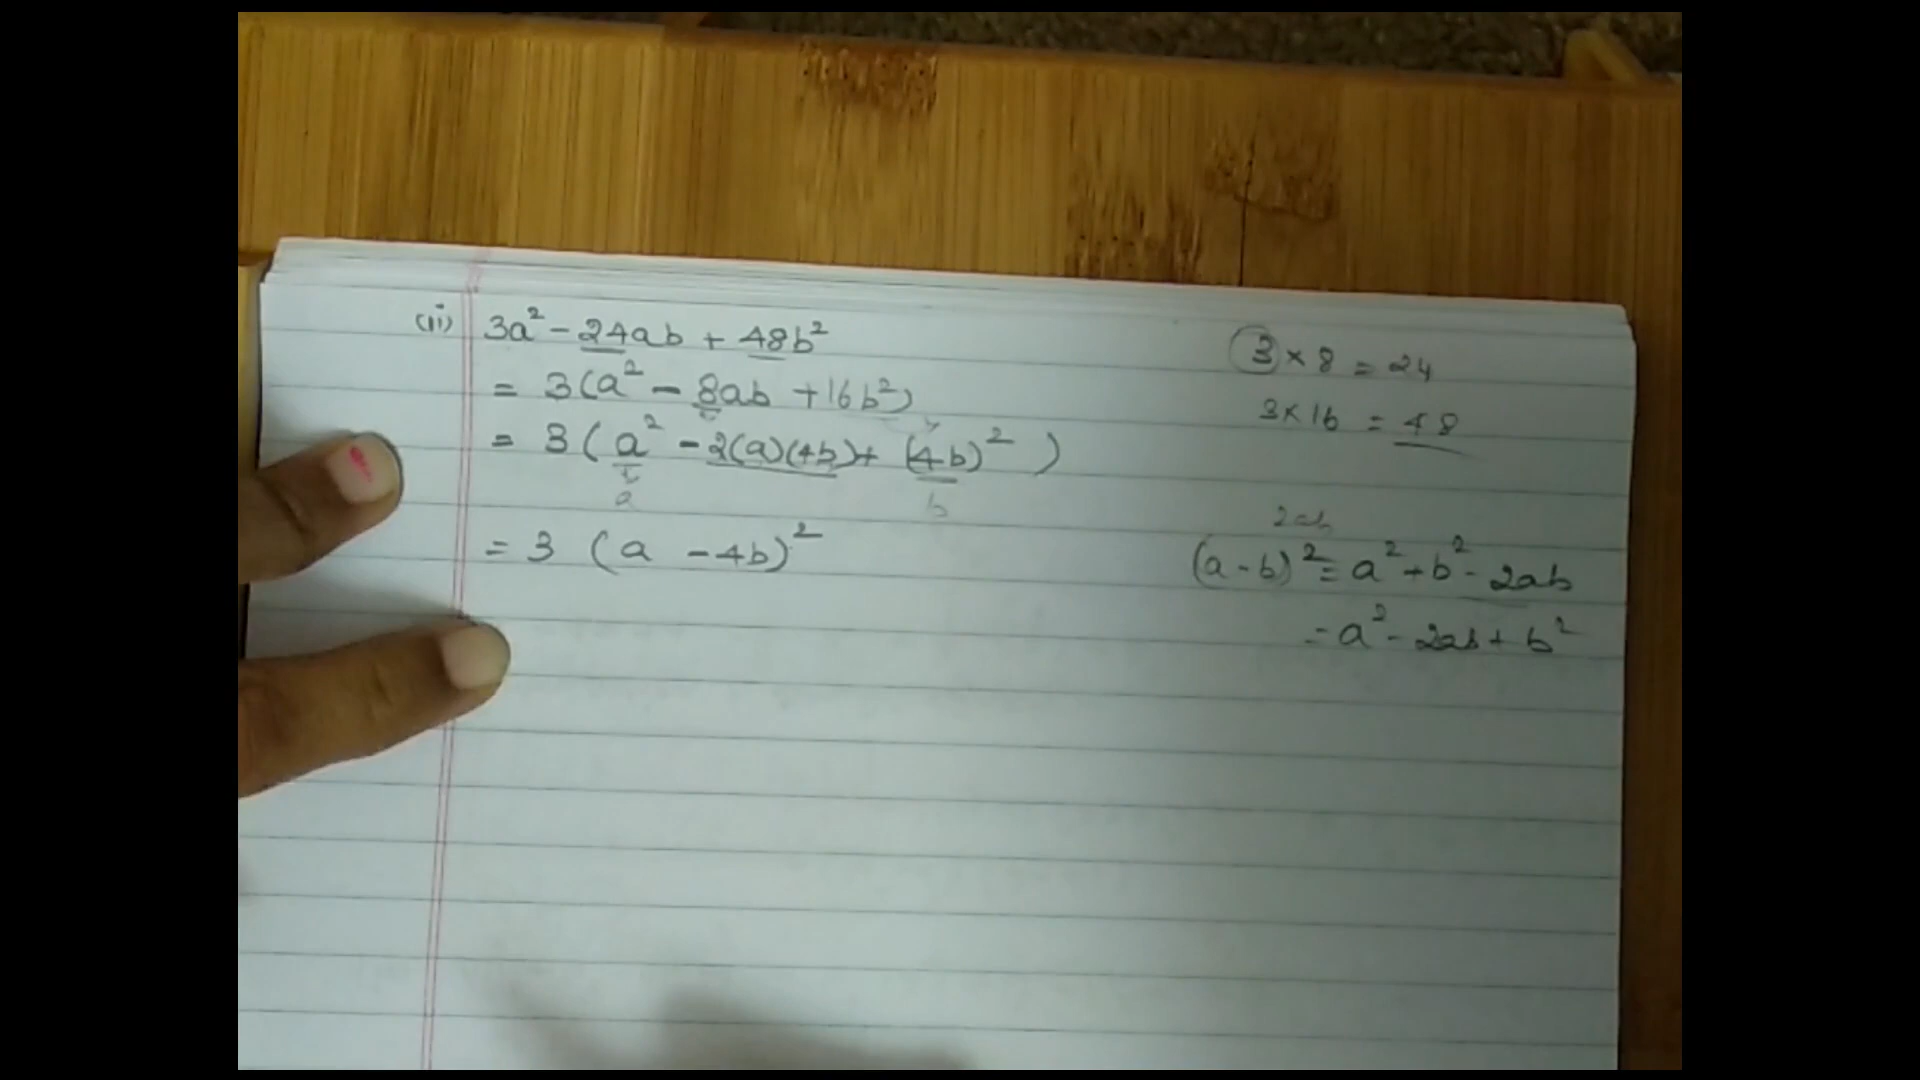 (ii) 3a² - 24ab + 48b²
= 3(a² - 8ab + 16b²)
= 3(a² - 2(a)(4b) + (4b)²)
a b
= 3 (a - 4b)²
3 × 8 = 24
3 × 16 = 48
2ab
(a - b)² = a² + b² - 2ab
= a² - 2ab + b²